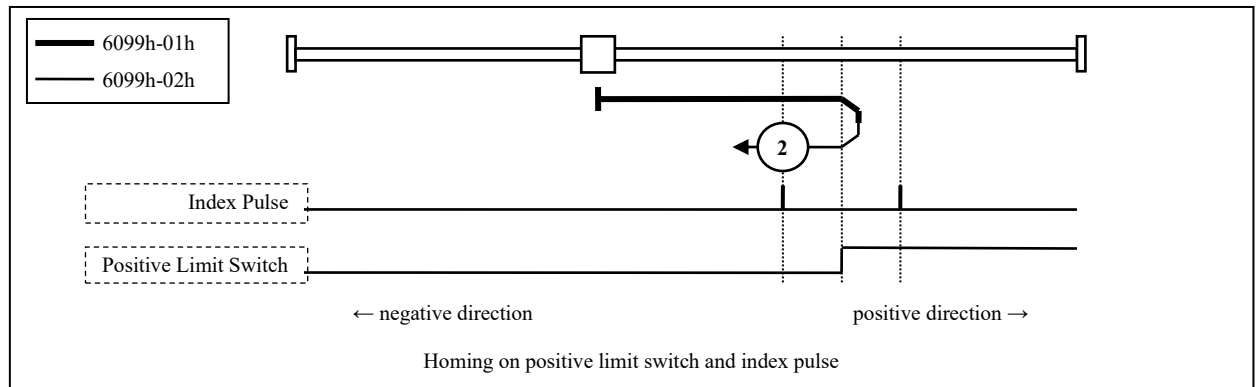 6099h-01h
6099h-02h
2
Index Pulse
Positive Limit Switch
← negative direction
positive direction →
Homing on positive limit switch and index pulse